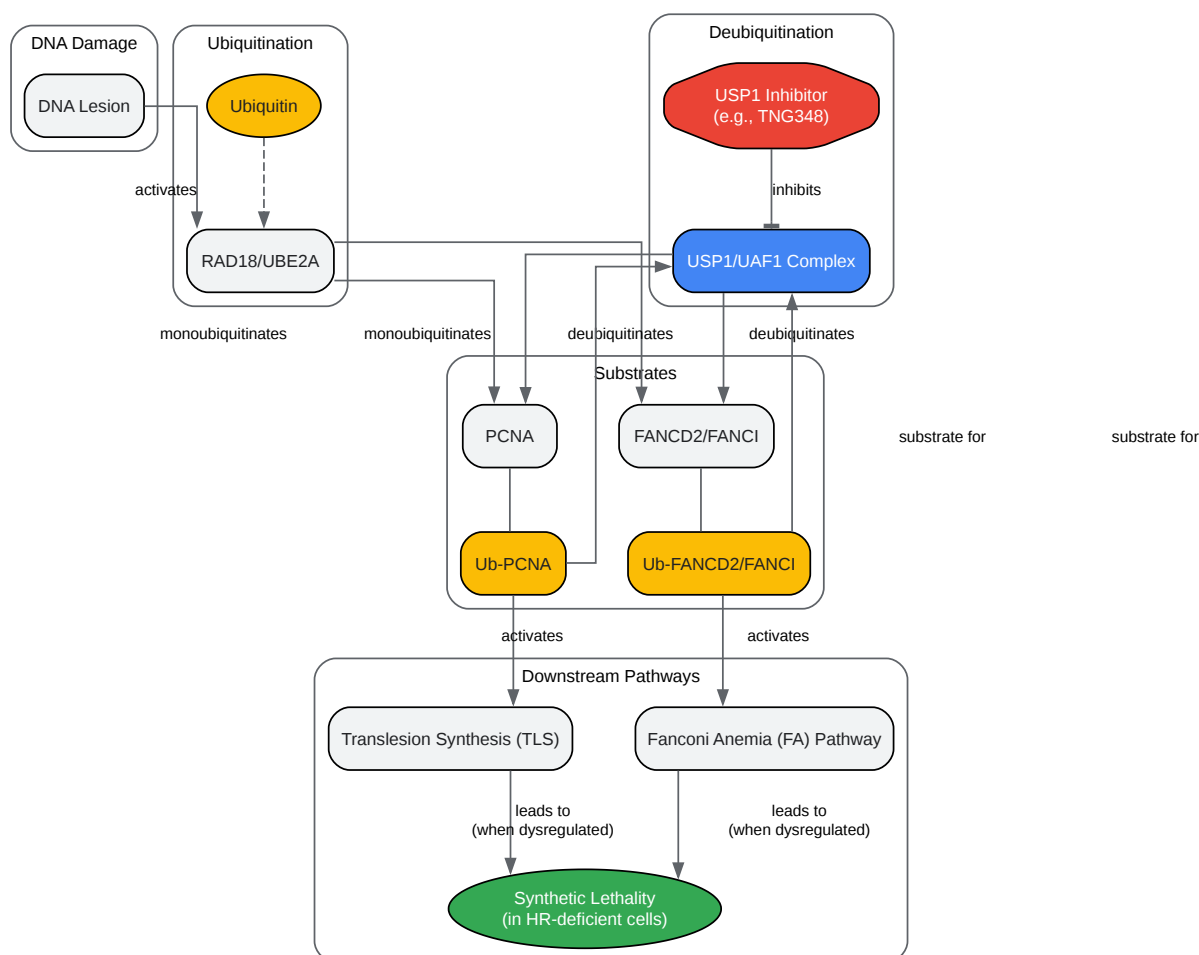 DNA Damage
Ubiquitination
Deubiquitination
DNA Lesion
Ubiquitin
USP1 Inhibitor
(e.g., TNG348)
activates
inhibits
RAD18/UBE2A
USP1/UAF1 Complex
monoubiquitinates
monoubiquitinates
deubiquitinates
deubiquitinates
Substrates
PCNA
FANCD2/FANCI
substrate for
substrate for
Ub-PCNA
Ub-FANCD2/FANCI
activates
activates
Downstream Pathways
Translesion Synthesis (TLS)
Fanconi Anemia (FA) Pathway
leads to
(when dysregulated)
leads to
(when dysregulated)
Synthetic Lethality
(in HR-deficient cells)